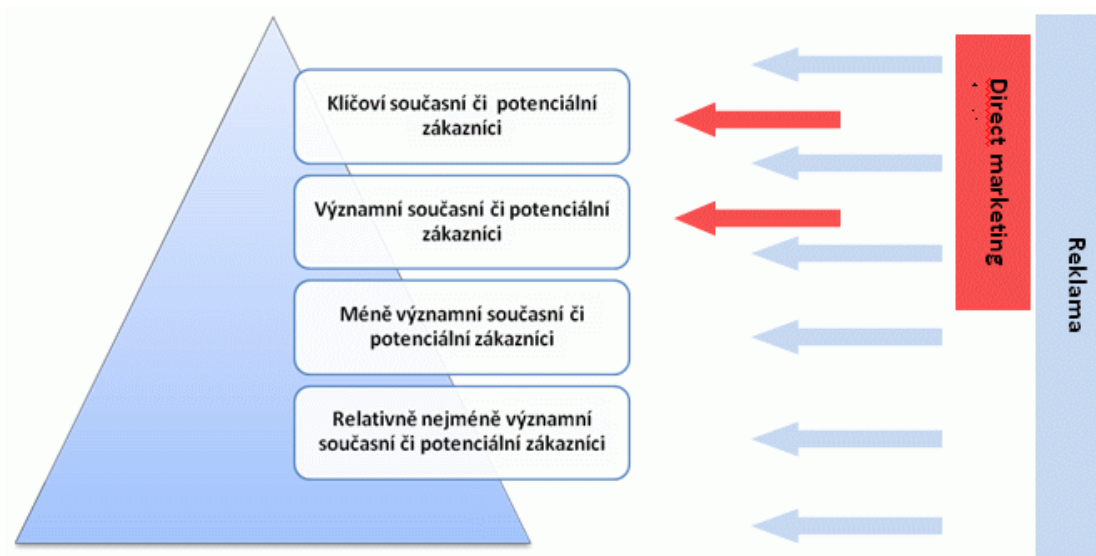 Klíčoví současní či potenciální
zákazníci
Významní současní či potenciální
zákazníci
Méně významní současní či
potenciální zákazníci
Relativně nejméně významní
současní či potenciální zákazníci
Direct marketing
Reklama